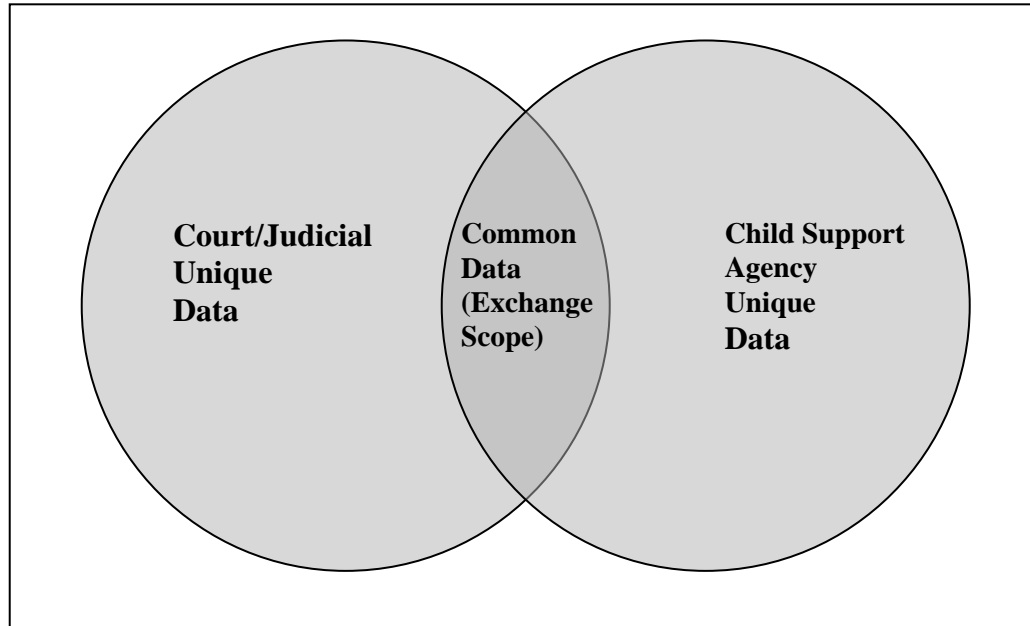 Court/Judicial
Unique
Data
Common
Data
(Exchange
Scope)
Child Support
Agency
Unique
Data